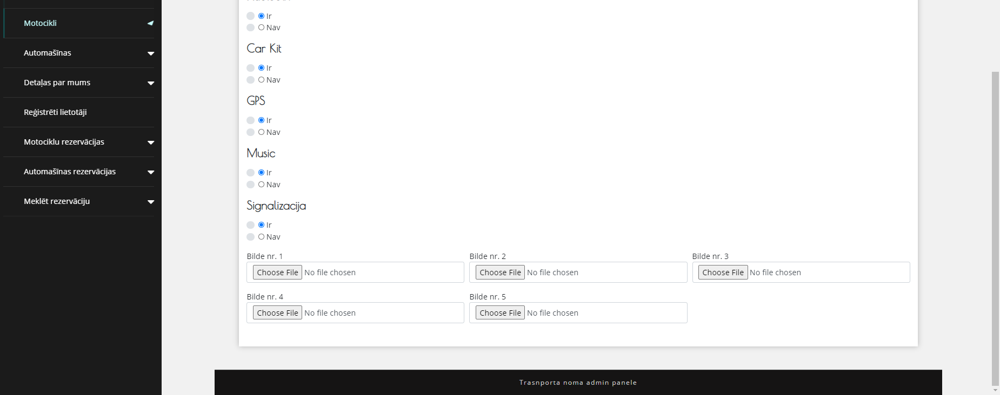 Motocikli
Automašīnas
Detaļas par mums
Reģistrēti lietotāji
Motociklu rezervācijas
Automašīnas rezervācijas
Meklēt rezervāciju
Ir
Nav
Car Kit
Ir
Nav
GPS
Ir
Nav
Music
Ir
Nav
Signalizacija
Ir
Nav
Bilde nr. 1
Choose File No file chosen
Bilde nr. 2
Choose File No file chosen
Bilde nr. 3
Choose File No file chosen
Bilde nr. 4
Choose File No file chosen
Bilde nr. 5
Choose File No file chosen
Trasnporta noma admin panele